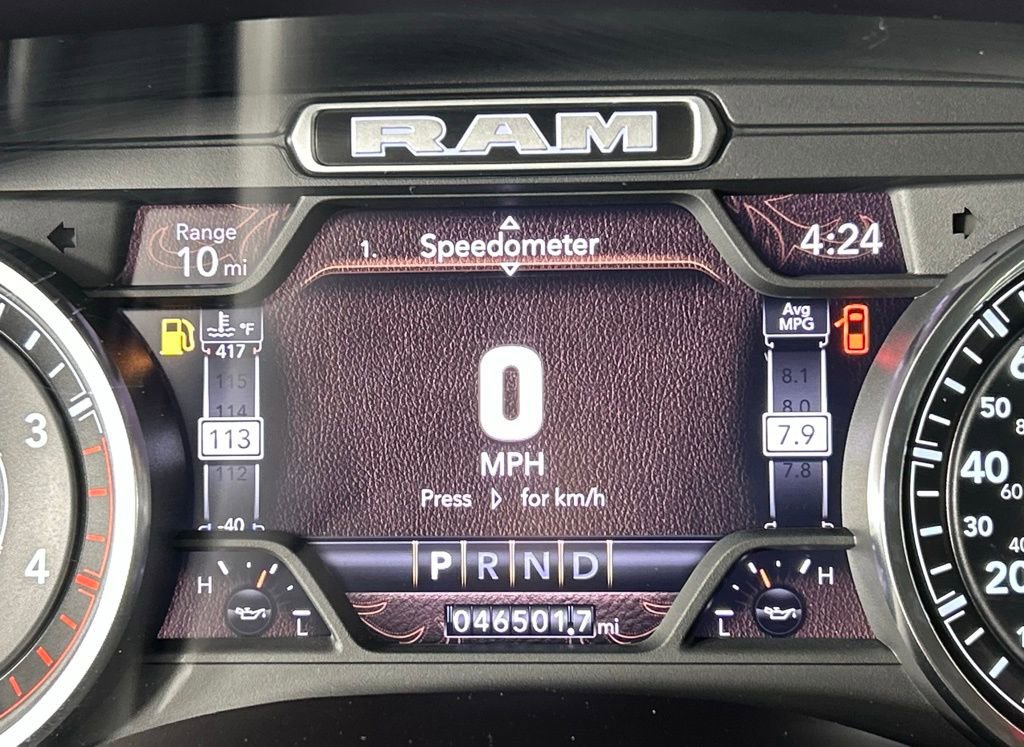 RAM
Range
10 mi
1. Speedometer
4:24
°F
417
115
114
113
112
-40
Avg
MPG
8.1
8.0
7.9
7.8
0
MPH
Press for km/h
P R N D
H
L
H
L
046501.7 mi
3
4
50
40
60
30
40
20